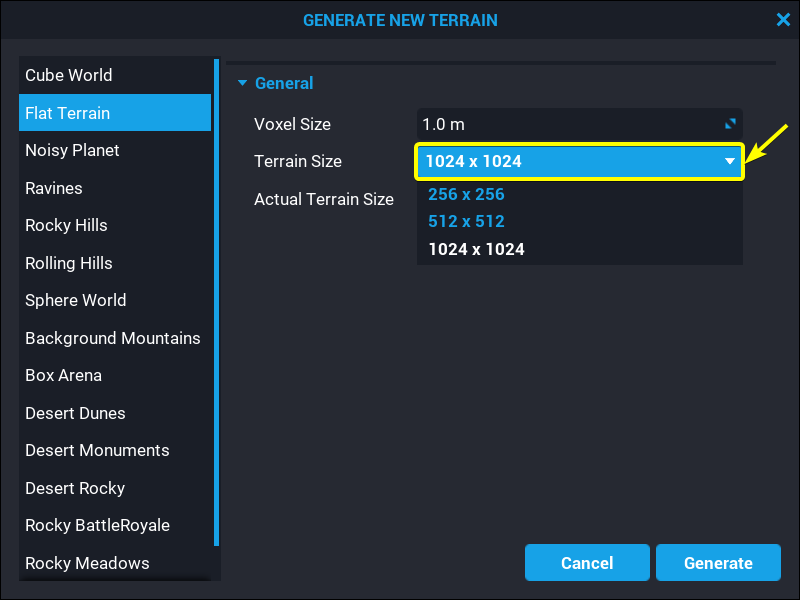 GENERATE NEW TERRAIN
Cube World
Flat Terrain
Noisy Planet
Ravines
Rocky Hills
Rolling Hills
Sphere World
Background Mountains
Box Arena
Desert Dunes
Desert Monuments
Desert Rocky
Rocky BattleRoyale
Rocky Meadows
General
Voxel Size 1.0 m
Terrain Size 1024 x 1024
Actual Terrain Size
256 x 256
512 x 512
1024 x 1024
Cancel Generate